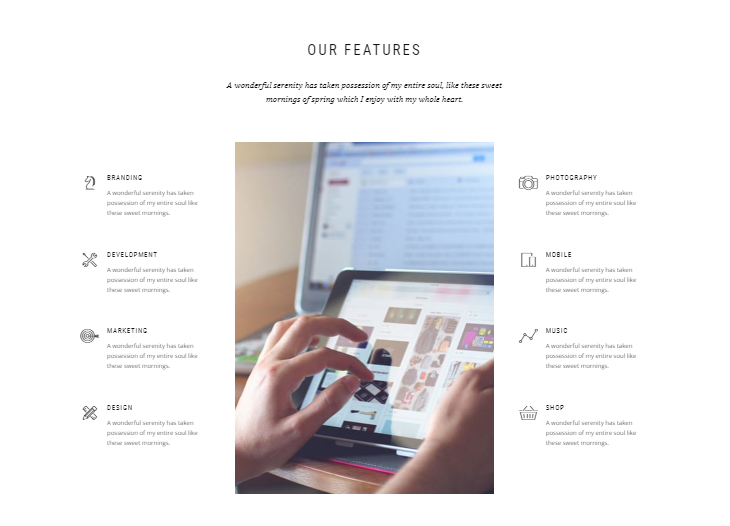 OUR FEATURES
A wonderful serenity has taken possession of my entire soul, like these sweet
mornings of spring which I enjoy with my whole heart.
BRANDING
A wonderful serenity has taken
possession of my entire soul like
these sweet mornings.
DEVELOPMENT
A wonderful serenity has taken
possession of my entire soul like
these sweet mornings.
MARKETING
A wonderful serenity has taken
possession of my entire soul like
these sweet mornings.
DESIGN
A wonderful serenity has taken
possession of my entire soul like
these sweet mornings.
PHOTOGRAPHY
A wonderful serenity has taken
possession of my entire soul like
these sweet mornings.
MOBILE
A wonderful serenity has taken
possession of my entire soul like
these sweet mornings.
MUSIC
A wonderful serenity has taken
possession of my entire soul like
these sweet mornings.
SHOP
A wonderful serenity has taken
possession of my entire soul like
these sweet mornings.